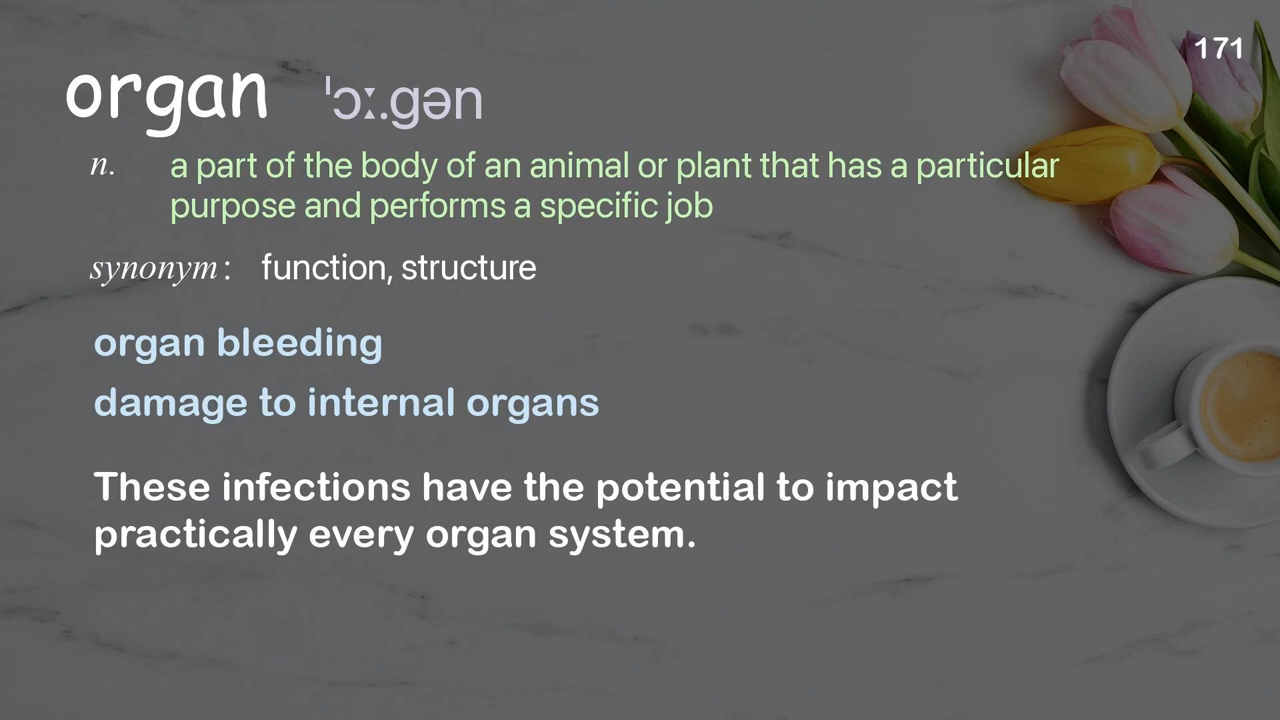 171
organ ˈɔː.gən
n. a part of the body of an animal or plant that has a particular
purpose and performs a specific job
synonym: function, structure
organ bleeding
damage to internal organs
These infections have the potential to impact
practically every organ system.